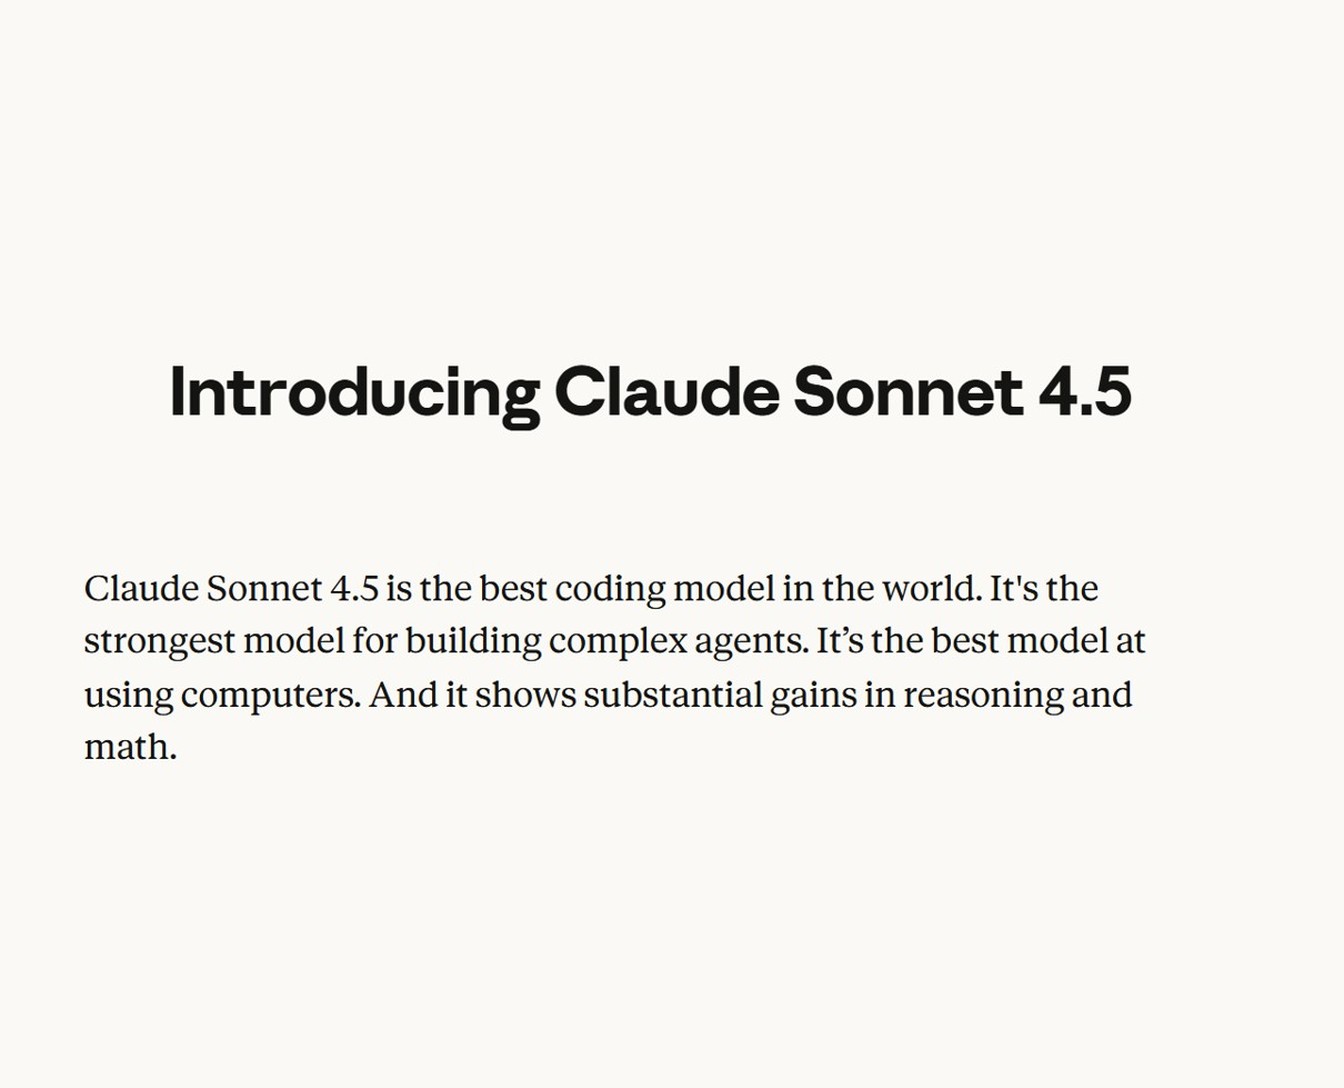 Introducing Claude Sonnet 4.5
Claude Sonnet 4.5 is the best coding model in the world. It's the
strongest model for building complex agents. It’s the best model at
using computers. And it shows substantial gains in reasoning and
math.